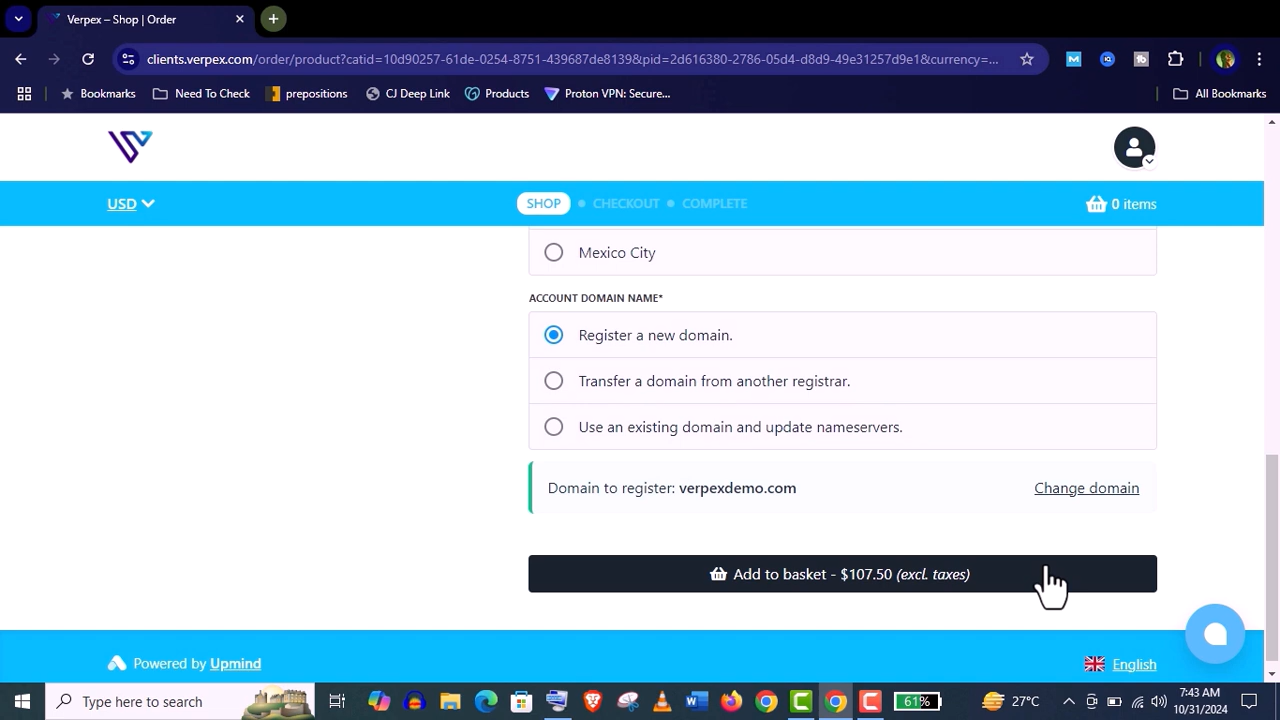 Verpex – Shop | Order
clients.verpex.com/order/product?catid=10d90257-61de-0254-8751-439687de8139&pid=2d616380-2786-05d4-d8d9-49e31257d9e1&currency=...
Bookmarks
Need To Check
prepositions
CJ Deep Link
Products
Proton VPN: Secure...
All Bookmarks
USD
SHOP
CHECKOUT
COMPLETE
0 items
Mexico City
ACCOUNT DOMAIN NAME*
Register a new domain.
Transfer a domain from another registrar.
Use an existing domain and update nameservers.
Domain to register: verpexdemo.com
Change domain
Add to basket - $107.50 (excl. taxes)
Powered by Upmind
English
Type here to search
61%
27°C
7:43 AM
10/31/2024